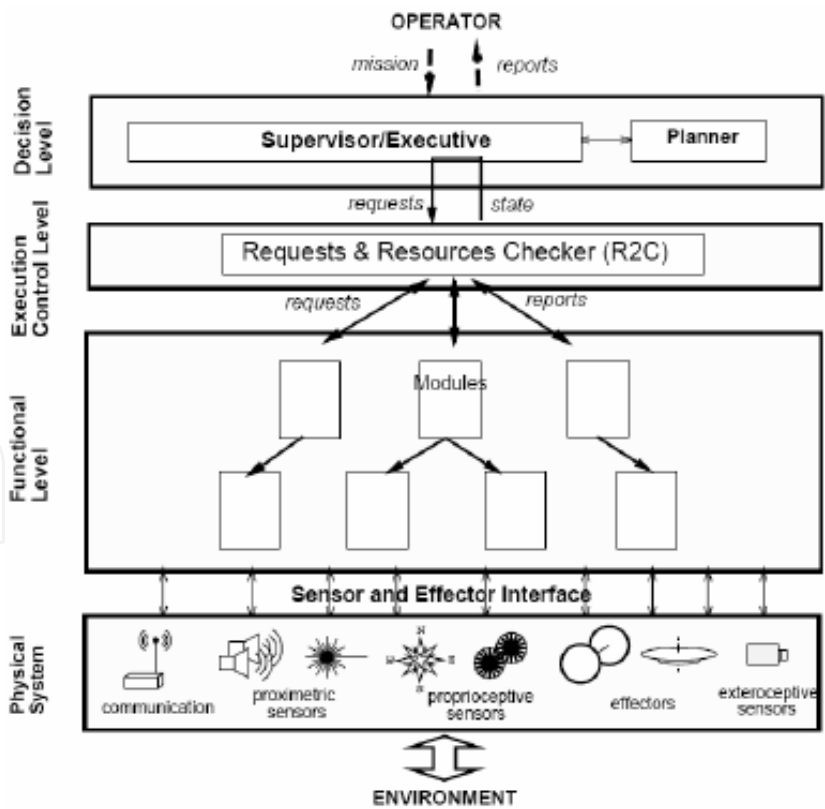 OPERATOR
mission
reports
Decision
Level
Supervisor/Executive
Planner
requests
state
Execution
Control Level
Requests & Resources Checker (R2C)
requests
reports
Functional
Level
Modules
Sensor and Effector Interface
Physical
System
N
E
S
communication
proximetric
sensors
proprioceptive
sensors
effectors
exteroceptive
sensors
ENVIRONMENT